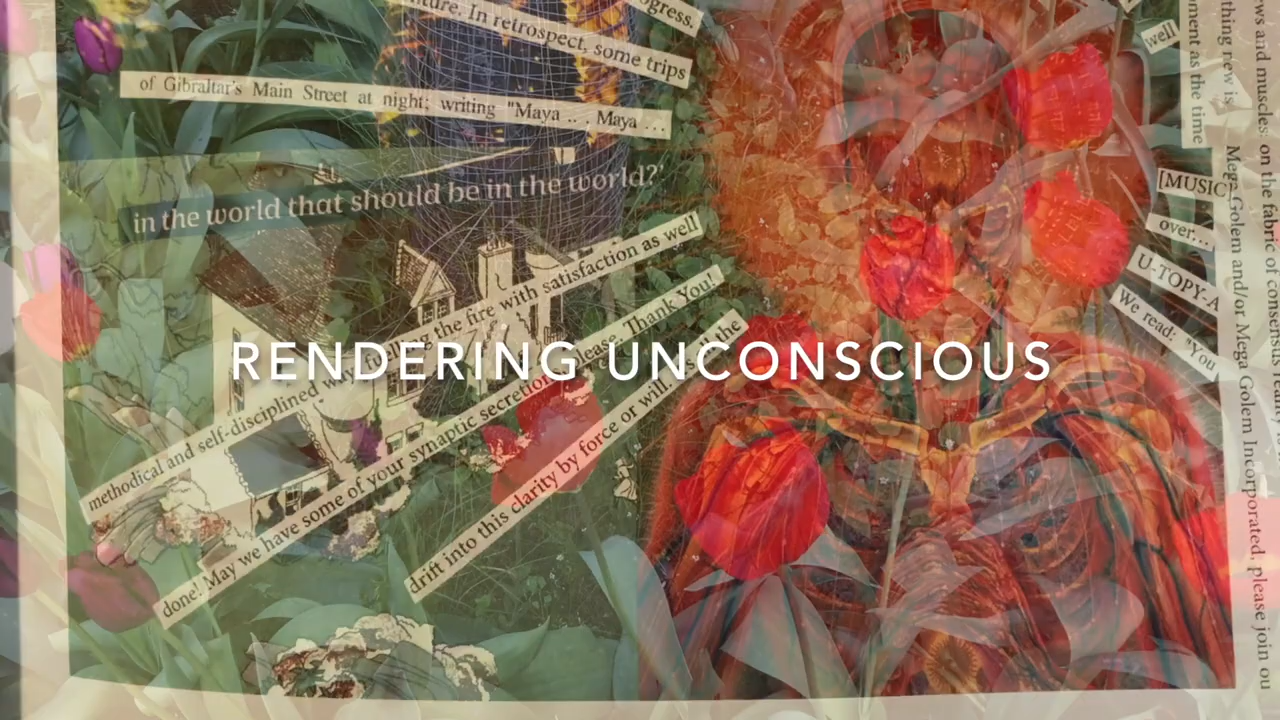 ogress,
ture. In retrospect, some trips
of Gibraltar's Main Street at night; writing "Maya ... Maya ...
in the world that should be in the world?'
the fire with satisfaction as well
methodical and self-disciplined
done! May we have some of your synaptic secretion please. Thank You!
drift into this clarity by force or will. the
RENDERING UNCONSCIOUS
well
[MUSIC]
over...
U-TOPY-A
We read: "You
oment as the time
thing new is
Mega Golem and/or Mega Golem Incorporated, please join ou
ews and muscles on the fabric of consensus